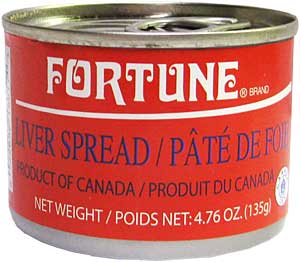 FORTUNE ® BRAND
LIVER SPREAD / PÂTÉ DE FOI
PRODUCT OF CANADA / PRODUIT DU CANADA
NET WEIGHT / POIDS NET: 4.76 OZ. (135g)